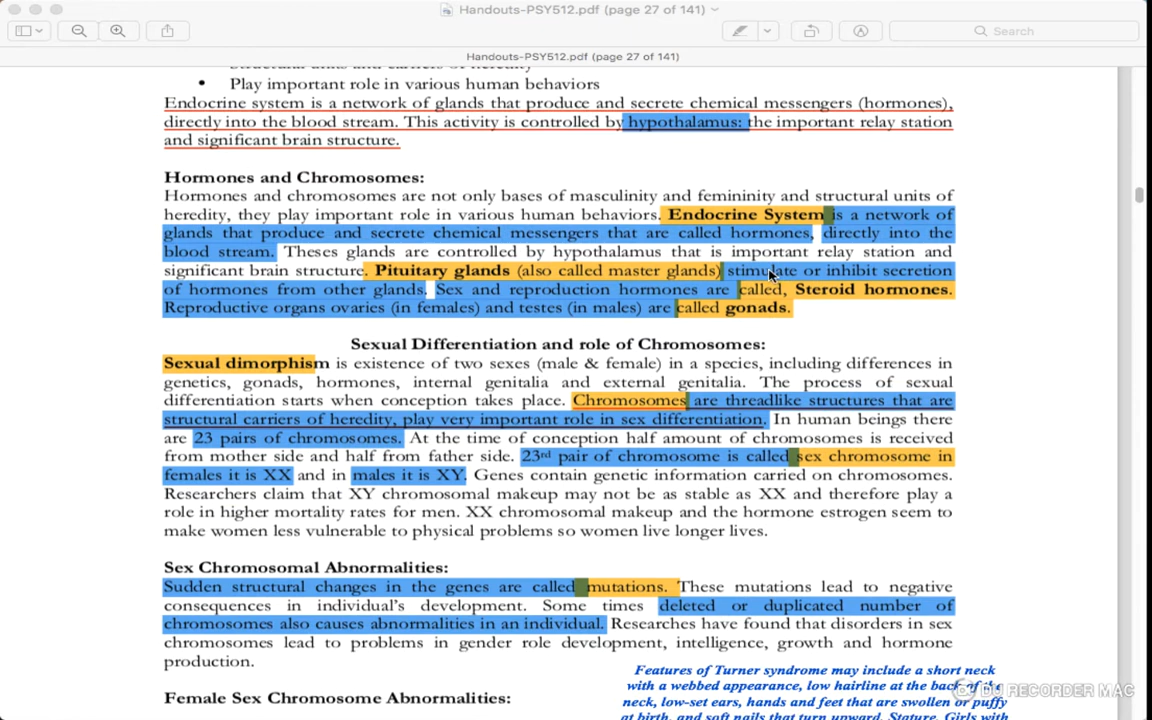 Handouts-PSY512.pdf (page 27 of 141)
Search
Handouts-PSY512.pdf (page 27 of 141)
Structural units and carriers of heredity
• Play important role in various human behaviors
Endocrine system is a network of glands that produce and secrete chemical messengers (hormones),
directly into the blood stream. This activity is controlled by hypothalamus: the important relay station
and significant brain structure.
Hormones and Chromosomes:
Hormones and chromosomes are not only bases of masculinity and femininity and structural units of
heredity, they play important role in various human behaviors. Endocrine System is a network of
glands that produce and secrete chemical messengers that are called hormones, directly into the
blood stream. Theses glands are controlled by hypothalamus that is important relay station and
significant brain structure. Pituitary glands (also called master glands) stimulate or inhibit secretion
of hormones from other glands. Sex and reproduction hormones are called, Steroid hormones.
Reproductive organs ovaries (in females) and testes (in males) are called gonads.
Sexual Differentiation and role of Chromosomes:
Sexual dimorphism is existence of two sexes (male & female) in a species, including differences in
genetics, gonads, hormones, internal genitalia and external genitalia. The process of sexual
differentiation starts when conception takes place. Chromosomes are threadlike structures that are
structural carriers of heredity, play very important role in sex differentiation. In human beings there
are 23 pairs of chromosomes. At the time of conception half amount of chromosomes is received
from mother side and half from father side. 23rd pair of chromosome is called sex chromosome in
females it is XX and in males it is XY. Genes contain genetic information carried on chromosomes.
Researchers claim that XY chromosomal makeup may not be as stable as XX and therefore play a
role in higher mortality rates for men. XX chromosomal makeup and the hormone estrogen seem to
make women less vulnerable to physical problems so women live longer lives.
Sex Chromosomal Abnormalities:
Sudden structural changes in the genes are called mutations. These mutations lead to negative
consequences in individual's development. Some times deleted or duplicated number of
chromosomes also causes abnormalities in an individual. Researches have found that disorders in sex
chromosomes lead to problems in gender role development, intelligence, growth and hormone
production.
Features of Turner syndrome may include a short neck
with a webbed appearance, low hairline at the back of the
Female Sex Chromosome Abnormalities:
neck, low-set ears, hands and feet that are swollen or puffy
at birth, and soft nails that turn upward. Stature. Girls with
DU RECORDER MAC